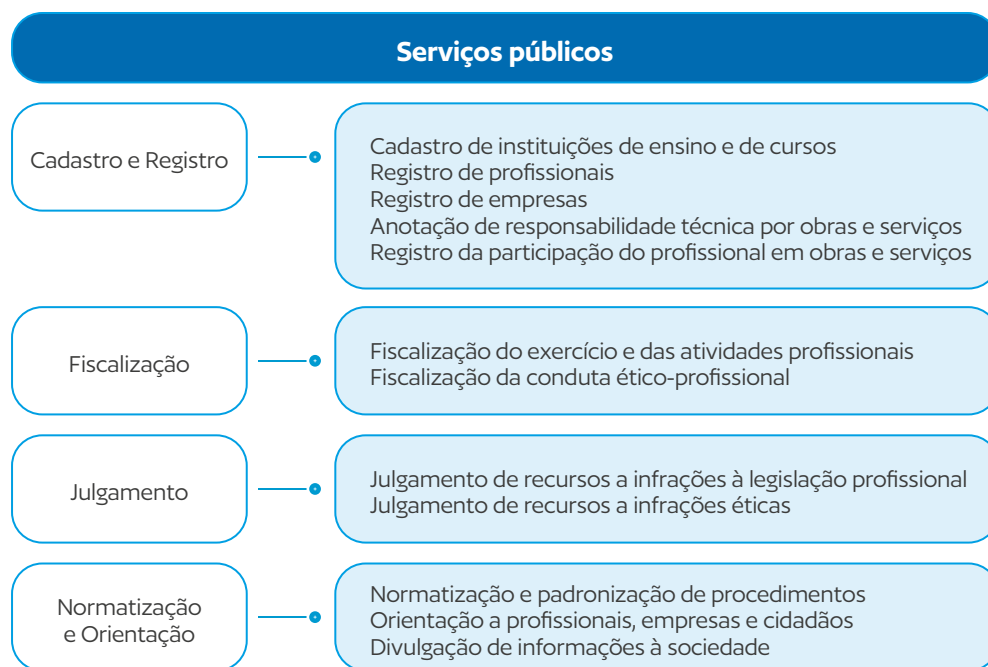 Serviços públicos
Cadastro e Registro
Cadastro de instituições de ensino e de cursos
Registro de profissionais
Registro de empresas
Anotação de responsabilidade técnica por obras e serviços
Registro da participação do profissional em obras e serviços
Fiscalização
Fiscalização do exercício e das atividades profissionais
Fiscalização da conduta ético-profissional
Julgamento
Julgamento de recursos a infrações à legislação profissional
Julgamento de recursos a infrações éticas
Normatização
e Orientação
Normatização e padronização de procedimentos
Orientação a profissionais, empresas e cidadãos
Divulgação de informações à sociedade